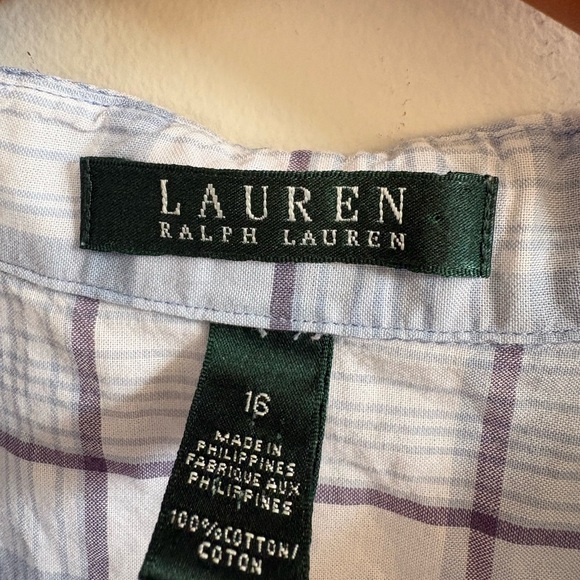 LAUREN
RALPH LAUREN
16
MADE IN
PHILIPPINES
FABRIQUE AUX
PHILIPPINES
100%COTTON/
COTON